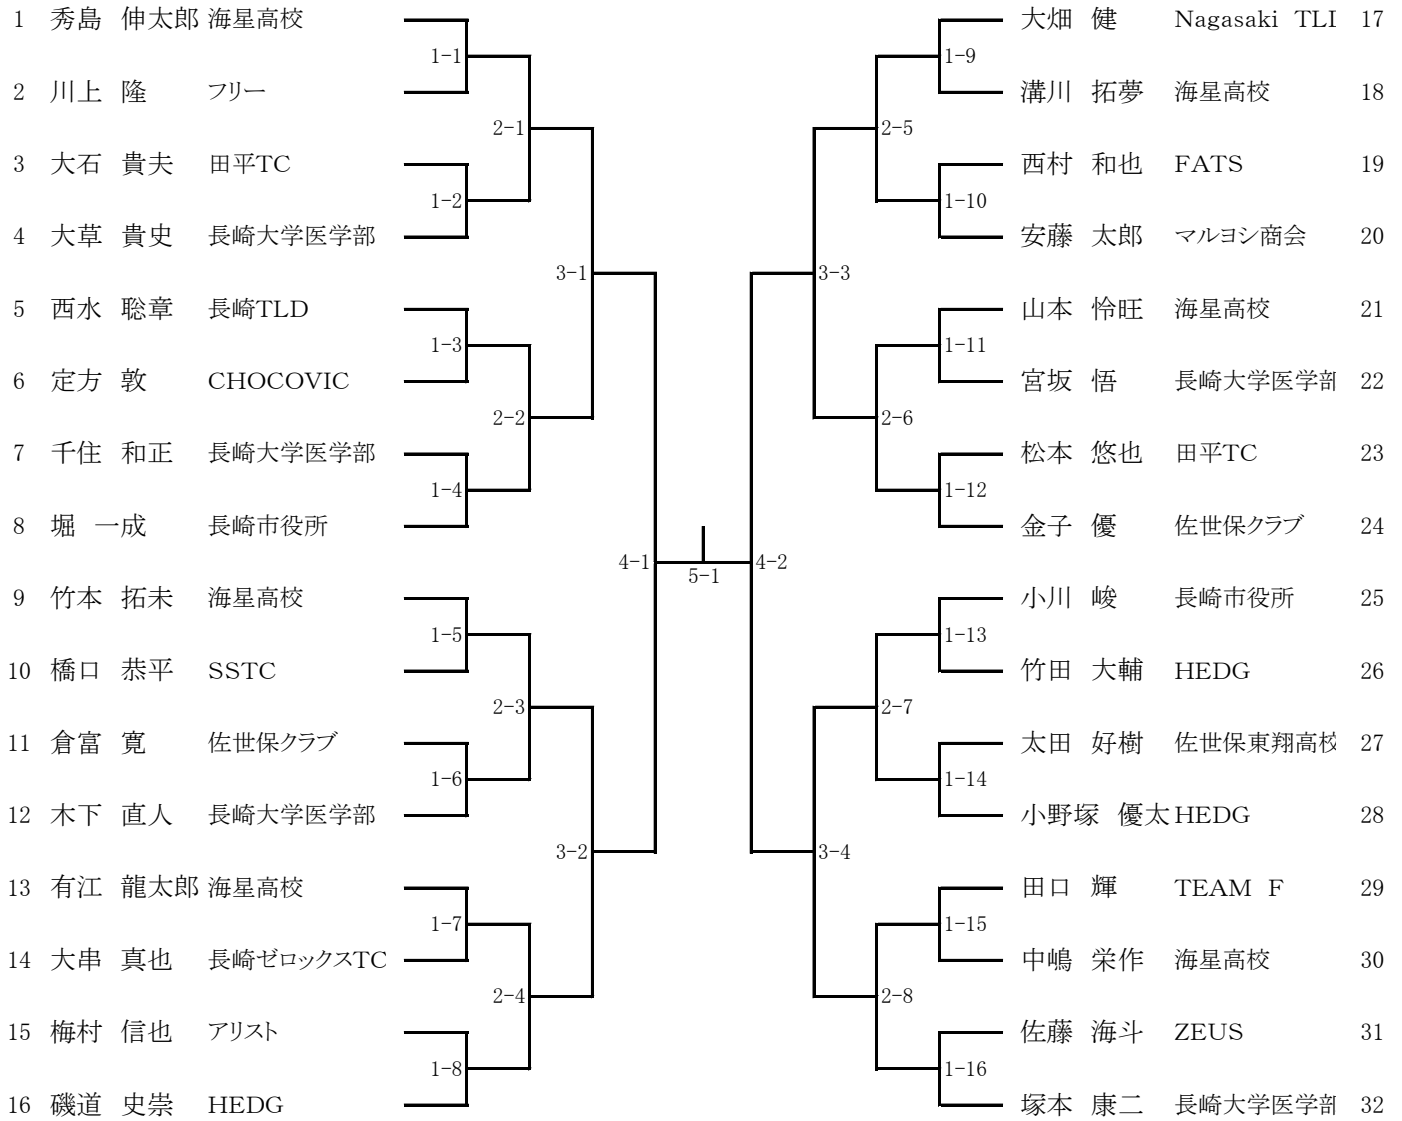 1 秀島 伸太郎 海星高校
1-1
2 川上 隆 フリー
2-1
3 大石 貴夫 田平TC
1-2
4 大草 貴史 長崎大学医学部
3-1
5 西水 聡章 長崎TLD
1-3
6 定方 敦 CHOCOVIC
2-2
7 千住 和正 長崎大学医学部
1-4
8 堀 一成 長崎市役所
4-1
9 竹本 拓未 海星高校
1-5
10 橋口 恭平 SSTC
2-3
11 倉富 寛 佐世保クラブ
1-6
12 木下 直人 長崎大学医学部
3-2
13 有江 龍太郎 海星高校
1-7
14 大串 真也 長崎ゼロックスTC
2-4
15 梅村 信也 アリスト
1-8
16 磯道 史崇 HEDG
5-1
大畑 健 Nagasaki TLI 17
1-9
溝川 拓夢 海星高校 18
2-5
西村 和也 FATS 19
1-10
安藤 太郎 マルヨシ商会 20
3-3
山本 怜旺 海星高校 21
1-11
宮坂 悟 長崎大学医学部 22
2-6
松本 悠也 田平TC 23
1-12
金子 優 佐世保クラブ 24
4-2
小川 峻 長崎市役所 25
1-13
竹田 大輔 HEDG 26
2-7
太田 好樹 佐世保東翔高校 27
1-14
小野塚 優太 HEDG 28
3-4
田口 輝 TEAM F 29
1-15
中嶋 栄作 海星高校 30
2-8
佐藤 海斗 ZEUS 31
1-16
塚本 康二 長崎大学医学部 32